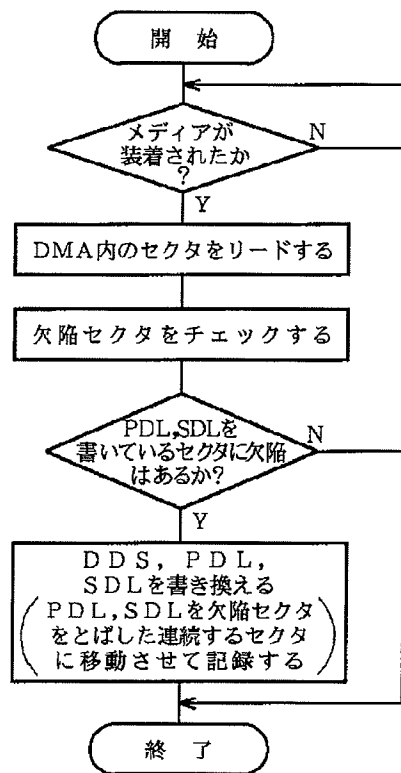 開始
メディアが
装着されたか
?
N
Y
DMA内のセクタをリードする
欠陥セクタをチェックする
PDL,SDLを
書いているセクタに欠陥
はあるか?
N
Y
DDS, PDL,
SDLを書き換える
(PDL,SDLを欠陥セクタ
をとばした連続するセクタ
に移動させて記録する)
終了